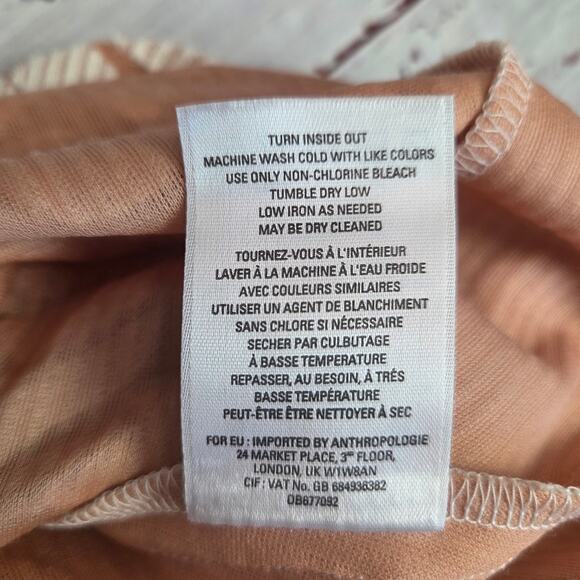 TURN INSIDE OUT
MACHINE WASH COLD WITH LIKE COLORS
USE ONLY NON-CHLORINE BLEACH
TUMBLE DRY LOW
LOW IRON AS NEEDED
MAY BE DRY CLEANED
TOURNEZ-VOUS À L'INTÉRIEUR
LAVER À LA MACHINE À L'EAU FROIDE
AVEC COULEURS SIMILAIRES
UTILISER UN AGENT DE BLANCHIMENT
SANS CHLORE SI NÉCESSAIRE
SECHER PAR CULBUTAGE
À BASSE TEMPERATURE
REPASSER, AU BESOIN, À TRÉS
BASSE TEMPÉRATURE
PEUT-ÊTRE ÊTRE NETTOYER À SEC
FOR EU : IMPORTED BY ANTHROPOLOGIE
24 MARKET PLACE, 3RD FLOOR,
LONDON, UK W1W8AN
CIF : VAT No. GB 684936382
OB677092